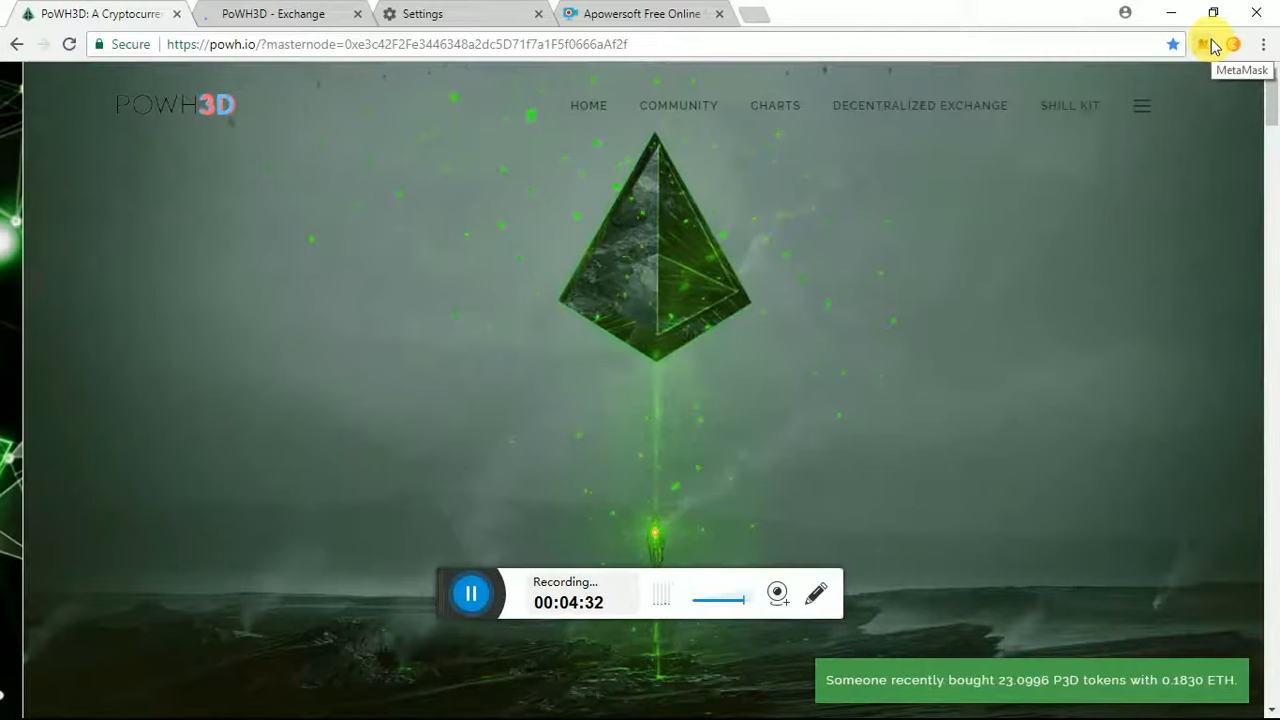 PoWH3D: A Cryptocurre
PoWH3D - Exchange
Settings
Apowersoft Free Online
Secure
https://powh.io/?masternode=0xe3c42F2Fe3446348a2dc5D71f7a1F5f0666aAf2f
MetaMask
POWH3D
HOME
COMMUNITY
CHARTS
DECENTRALIZED EXCHANGE
SHILL KIT
Recording...
00:04:32
Someone recently bought 23.0996 P3D tokens with 0.1830 ETH.